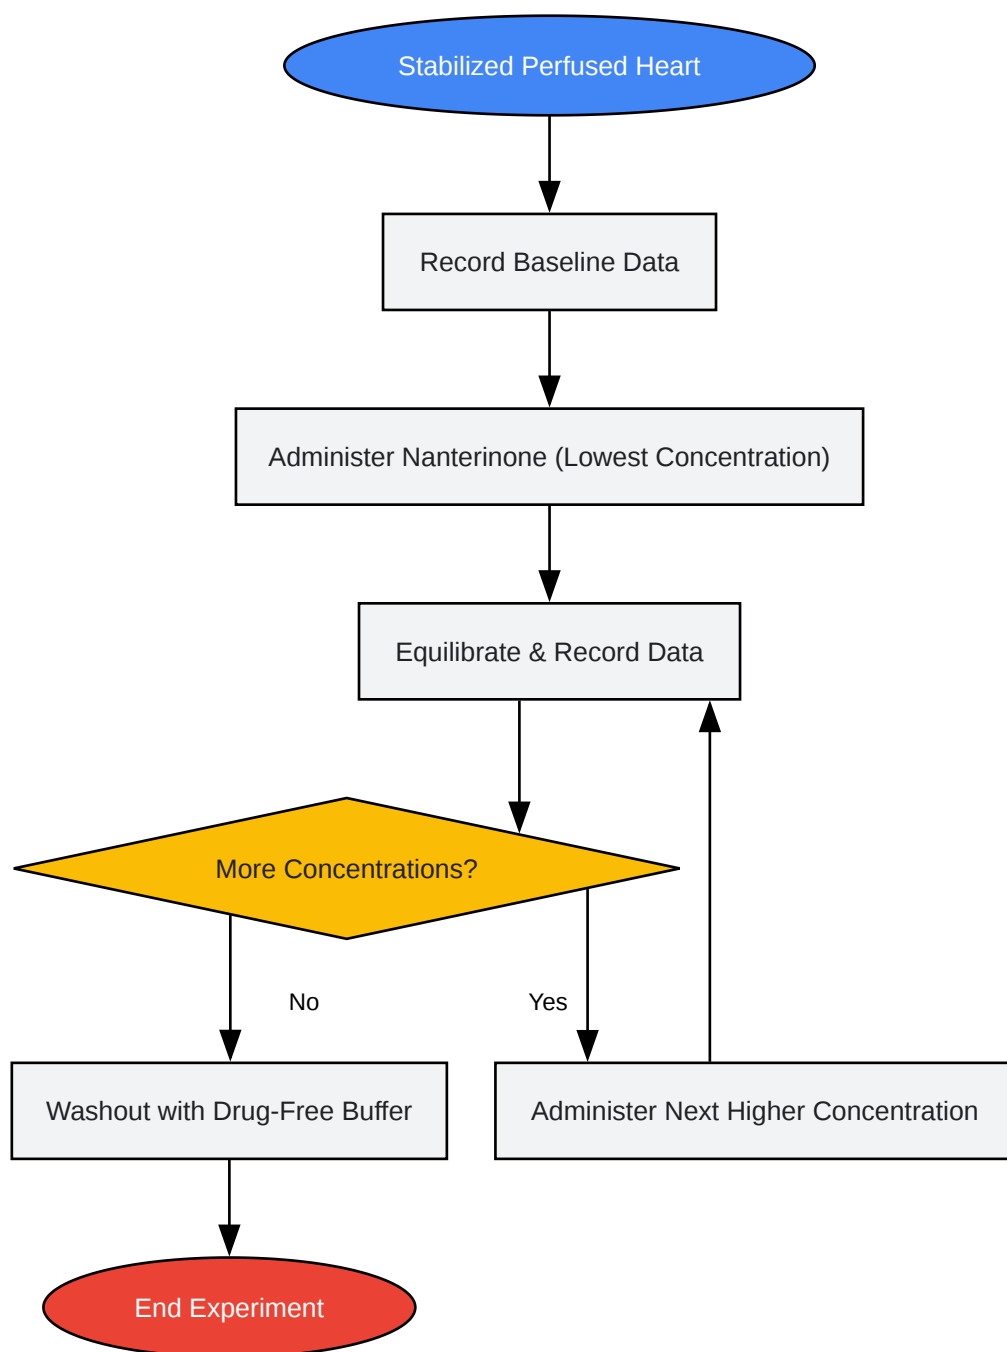 Stabilized Perfused Heart
Record Baseline Data
Administer Nanterinone (Lowest Concentration)
Equilibrate & Record Data
More Concentrations?
No
Yes
Washout with Drug-Free Buffer
Administer Next Higher Concentration
End Experiment